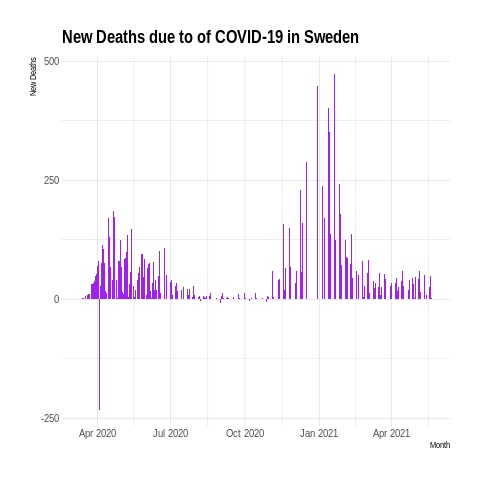 New Deaths due to of COVID-19 in Sweden
New Deaths
500
250
0
-250
Apr 2020 Jul 2020 Oct 2020 Jan 2021 Apr 2021
Month